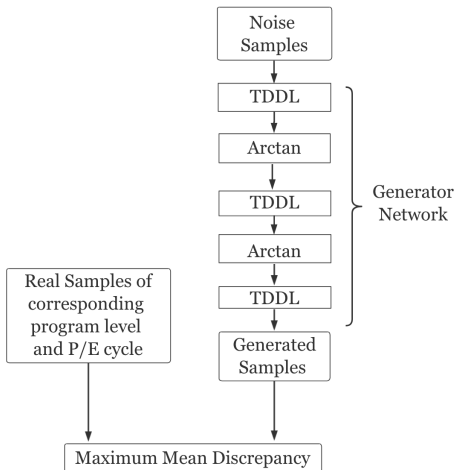 Noise
Samples
TDDL
Arctan
TDDL
Arctan
TDDL
Generator
Network
Real Samples of
corresponding
program level
and P/E cycle
Generated
Samples
Maximum Mean Discrepancy